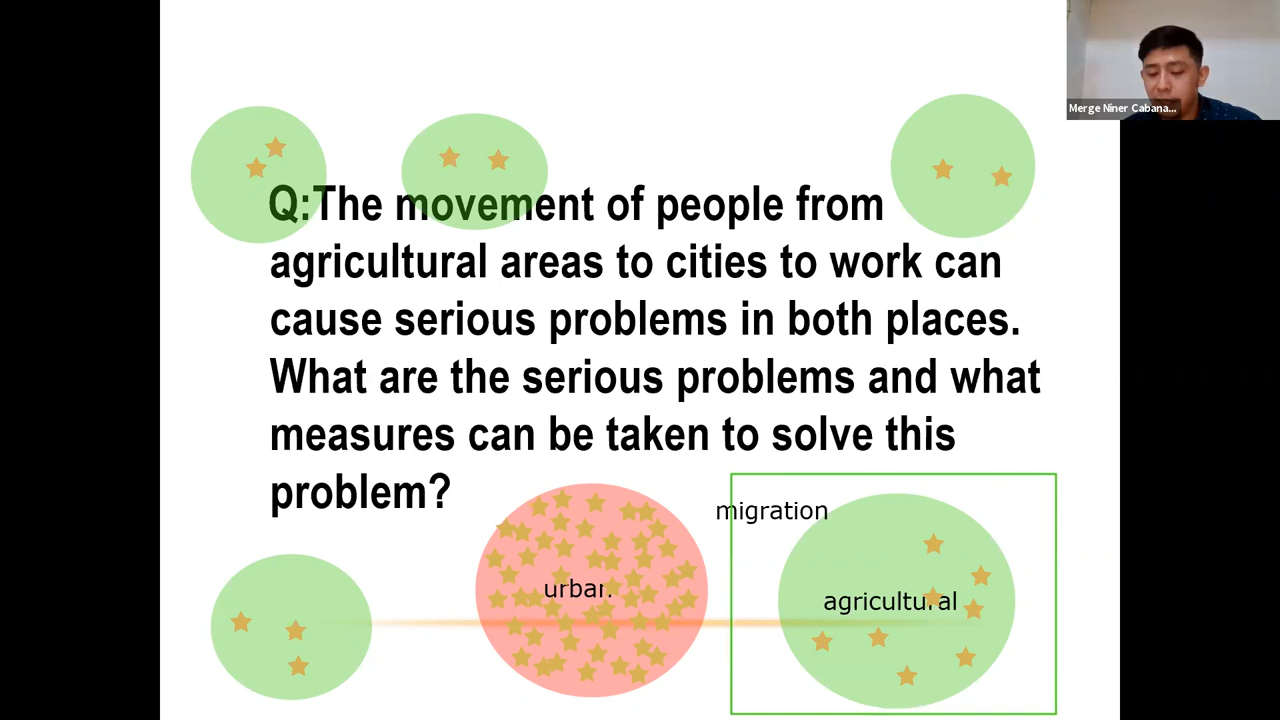 Merge Niner Cabana...
Q:The movement of people from
agricultural areas to cities to work can
cause serious problems in both places.
What are the serious problems and what
measures can be taken to solve this
problem?
migration
urban
agricultural